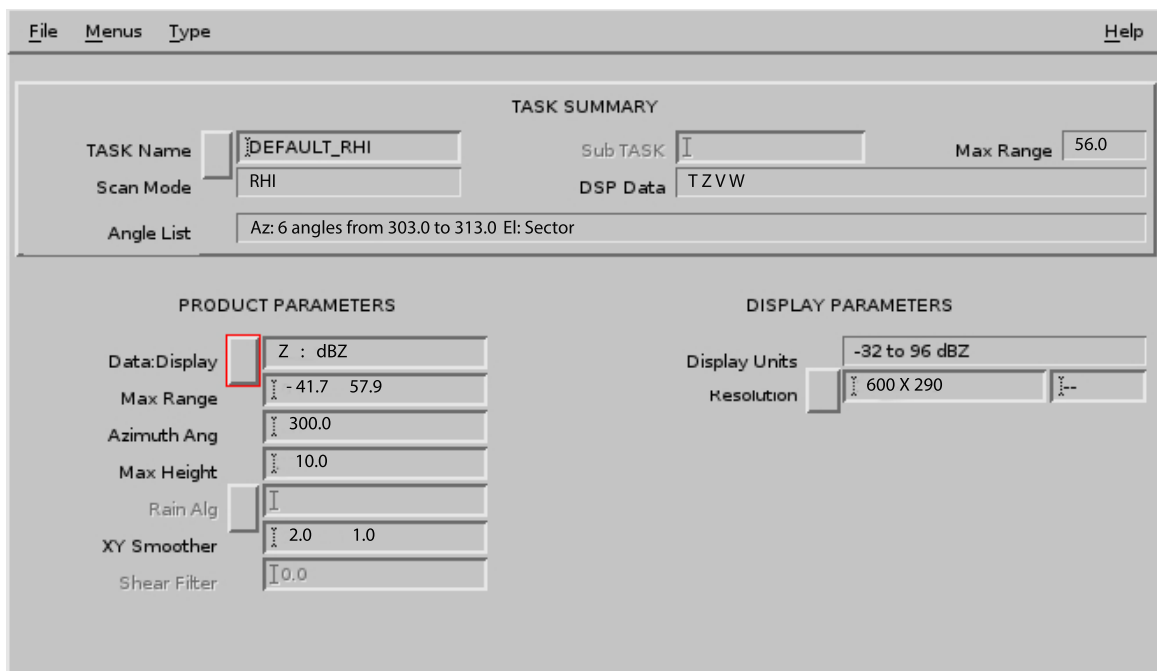 File Menus Type Help
TASK SUMMARY
TASK Name DEFAULT_RHI Sub TASK Max Range 56.0
Scan Mode RHI DSP Data T Z V W
Angle List Az: 6 angles from 303.0 to 313.0 El: Sector
PRODUCT PARAMETERS DISPLAY PARAMETERS
Data:Display Z : dBZ Display Units -32 to 96 dBZ
Max Range - 41.7 57.9 Resolution 600 X 290 --
Azimuth Ang 300.0
Max Height 10.0
Rain Alg
XY Smoother 2.0 1.0
Shear Filter 0.0